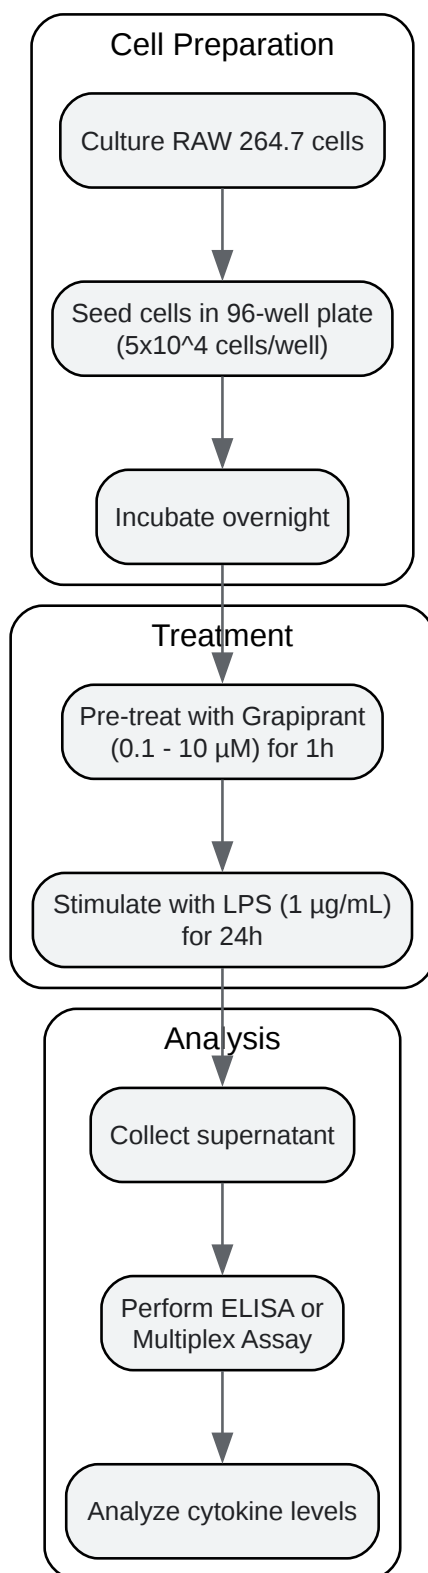 Cell Preparation
Culture RAW 264.7 cells
Seed cells in 96-well plate
(5x10^4 cells/well)
Incubate overnight
Treatment
Pre-treat with Grapiprant
(0.1 - 10 µM) for 1h
Stimulate with LPS (1 µg/mL)
for 24h
Analysis
Collect supernatant
Perform ELISA or
Multiplex Assay
Analyze cytokine levels